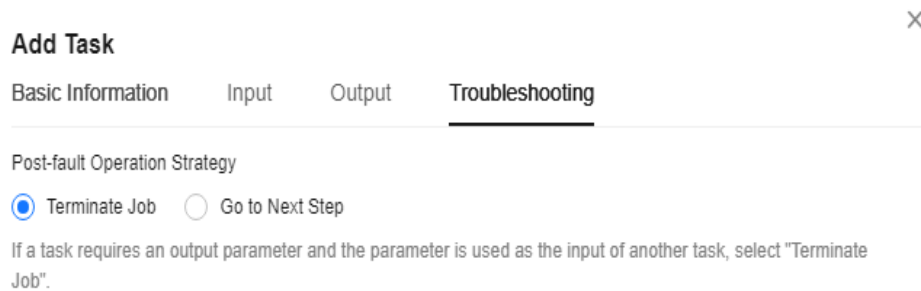 Add Task
Basic Information Input Output Troubleshooting
Post-fault Operation Strategy
Terminate Job Go to Next Step
If a task requires an output parameter and the parameter is used as the input of another task, select "Terminate
Job".